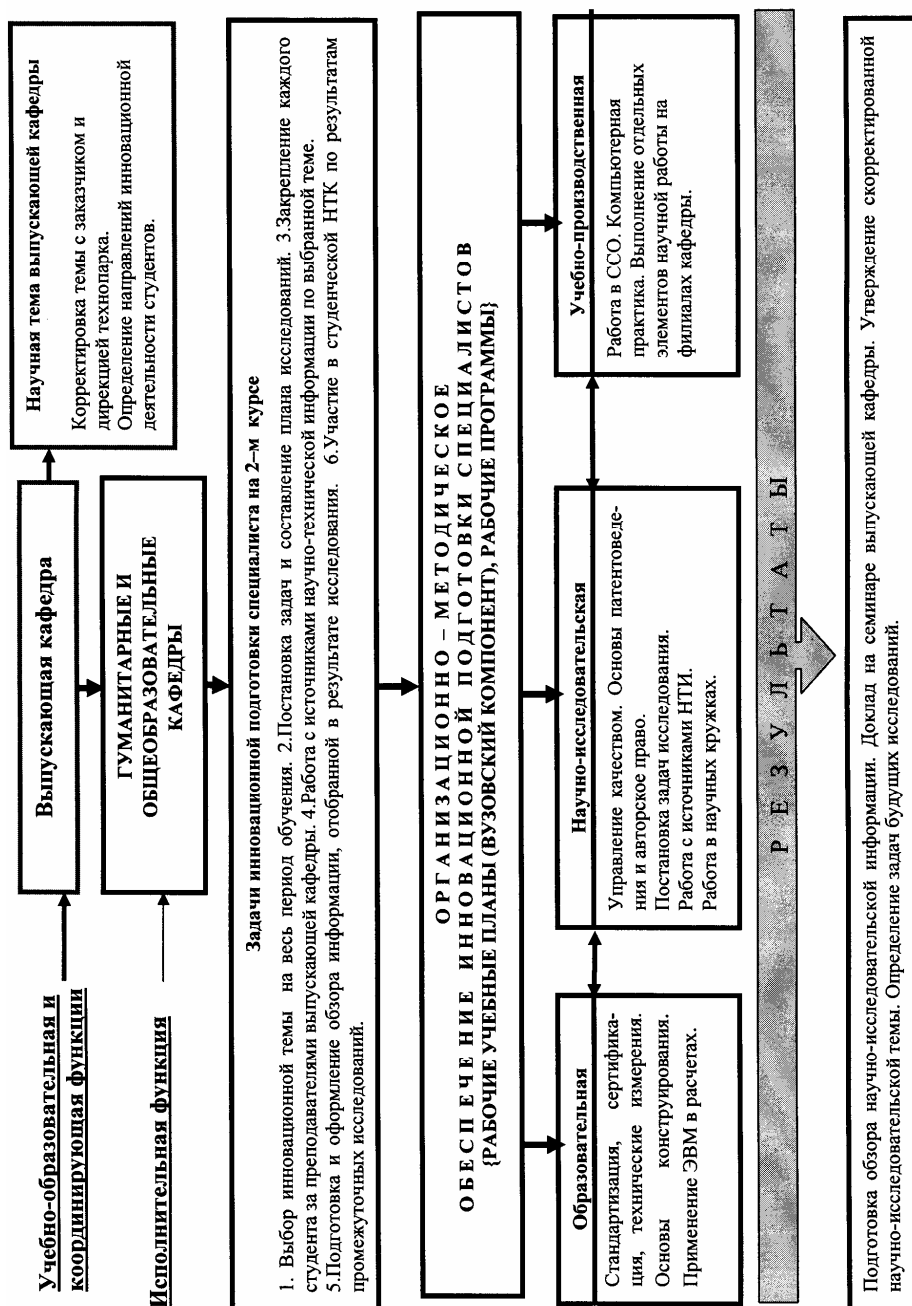 Учебно-образовательная и
координирующая функции
Выпускающая кафедра
Научная тема выпускающей кафедры
Корректировка темы с заказчиком и
дирекцией технопарка.
Определение направлений инновационной
деятельности студентов.
Исполнительная функция
ГУМАНИТАРНЫЕ И
ОБЩЕОБРАЗОВАТЕЛЬНЫЕ
КАФЕДРЫ
Задачи инновационной подготовки специалиста на 2–м курсе
1. Выбор инновационной темы на весь период обучения. 2.Постановка задач и составление плана исследований. 3.Закрепление каждого
студента за преподавателями выпускающей кафедры. 4.Работа с источниками научно-технической информации по выбранной теме.
5.Подготовка и оформление обзора информации, отобранной в результате исследования. 6.Участие в студенческой НТК по результатам
промежуточных исследований.
ОРГАНИЗАЦИОННО – МЕТОДИЧЕСКОЕ
ОБЕСПЕЧЕ НИЕ ИННОВАЦИОННОЙ ПОДГОТОВКИ СПЕЦИАЛИСТОВ
{РАБОЧИЕ УЧЕБНЫЕ ПЛАНЫ (ВУЗОВСКИЙ КОМПОНЕНТ), РАБОЧИЕ ПРОГРАММЫ}
Образовательная
Стандартизация, сертифика-
ция, технические измерения.
Основы конструирования.
Применение ЭВМ в расчетах.
Научно-исследовательская
Управление качеством. Основы патентоведе-
ния и авторское право.
Постановка задач исследования.
Работа с источниками НТИ.
Работа в научных кружках.
Учебно-производственная
Работа в ССО. Компьютерная
практика. Выполнение отдельных
элементов научной работы на
филиалах кафедры.
Р Е З У Л Ь Т А Т Ы
Подготовка обзора научно-исследовательской информации. Доклад на семинаре выпускающей кафедры. Утверждение скорректированной
научно-исследовательской темы. Определение задач будущих исследований.